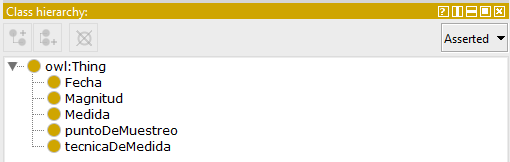 Class hierarchy:
Asserted
owl:Thing
Fecha
Magnitud
Medida
puntoDeMuestreo
tecnicaDeMedida